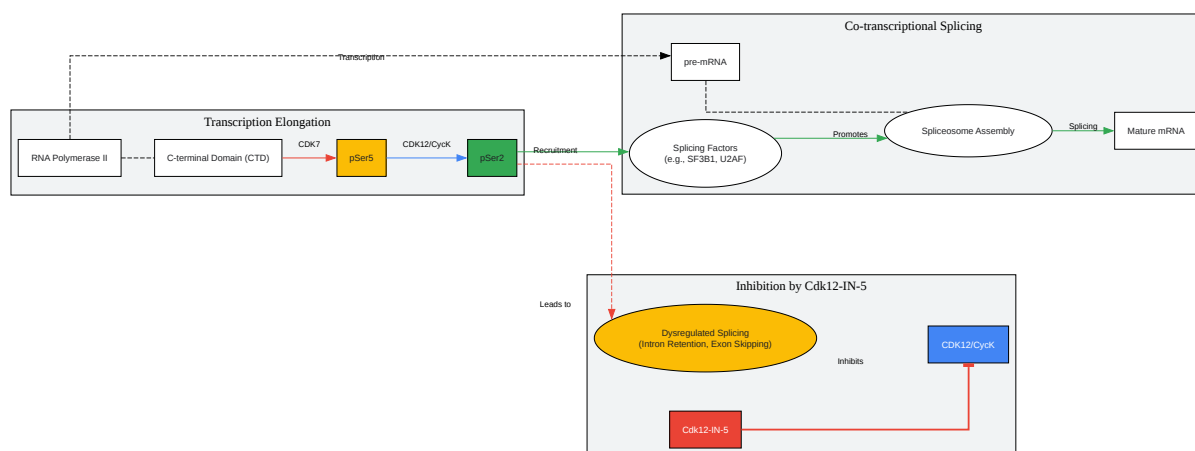 Co-transcriptional Splicing
Transcription
pre-mRNA
Transcription Elongation
RNA Polymerase II
C-terminal Domain (CTD)
CDK7
pSer5
CDK12/CycK
pSer2
Recruitment
Splicing Factors
(e.g., SF3B1, U2AF)
Promotes
Spliceosome Assembly
Splicing
Mature mRNA
Inhibition by Cdk12-IN-5
Leads to
Dysregulated Splicing
(Intron Retention, Exon Skipping)
Inhibits
CDK12/CycK
Cdk12-IN-5